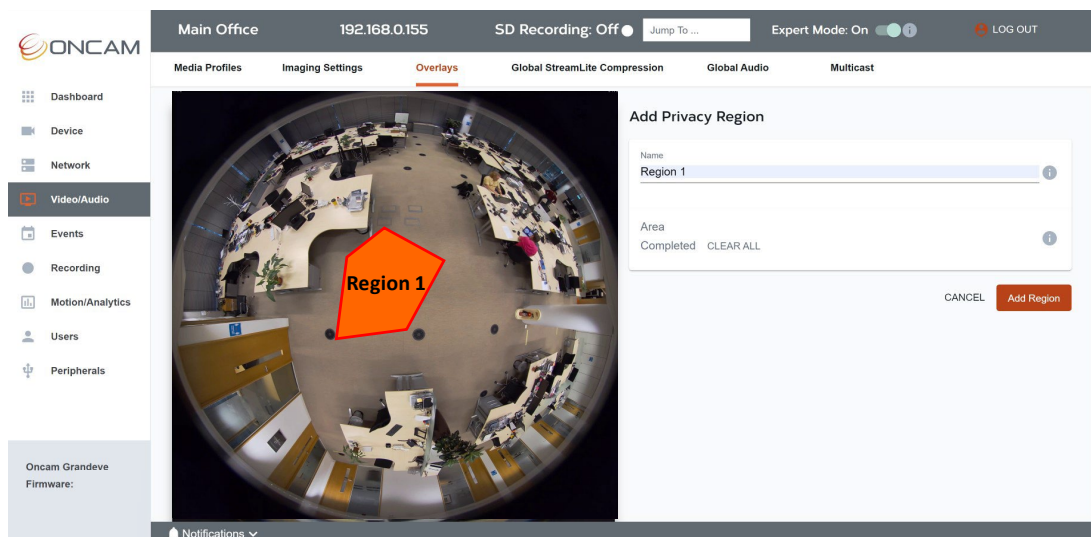 ONCAM
Main Office 192.168.0.155 SD Recording: Off Jump To ... Expert Mode: On i LOG OUT
Media Profiles Imaging Settings Overlays Global StreamLite Compression Global Audio Multicast
Dashboard
Device
Network
Video/Audio
Events
Recording
Motion/Analytics
Users
Peripherals
Oncam Grandeve
Firmware:
Region 1
Add Privacy Region
Name
Region 1 i
Area
Completed CLEAR ALL i
CANCEL Add Region
Notifications